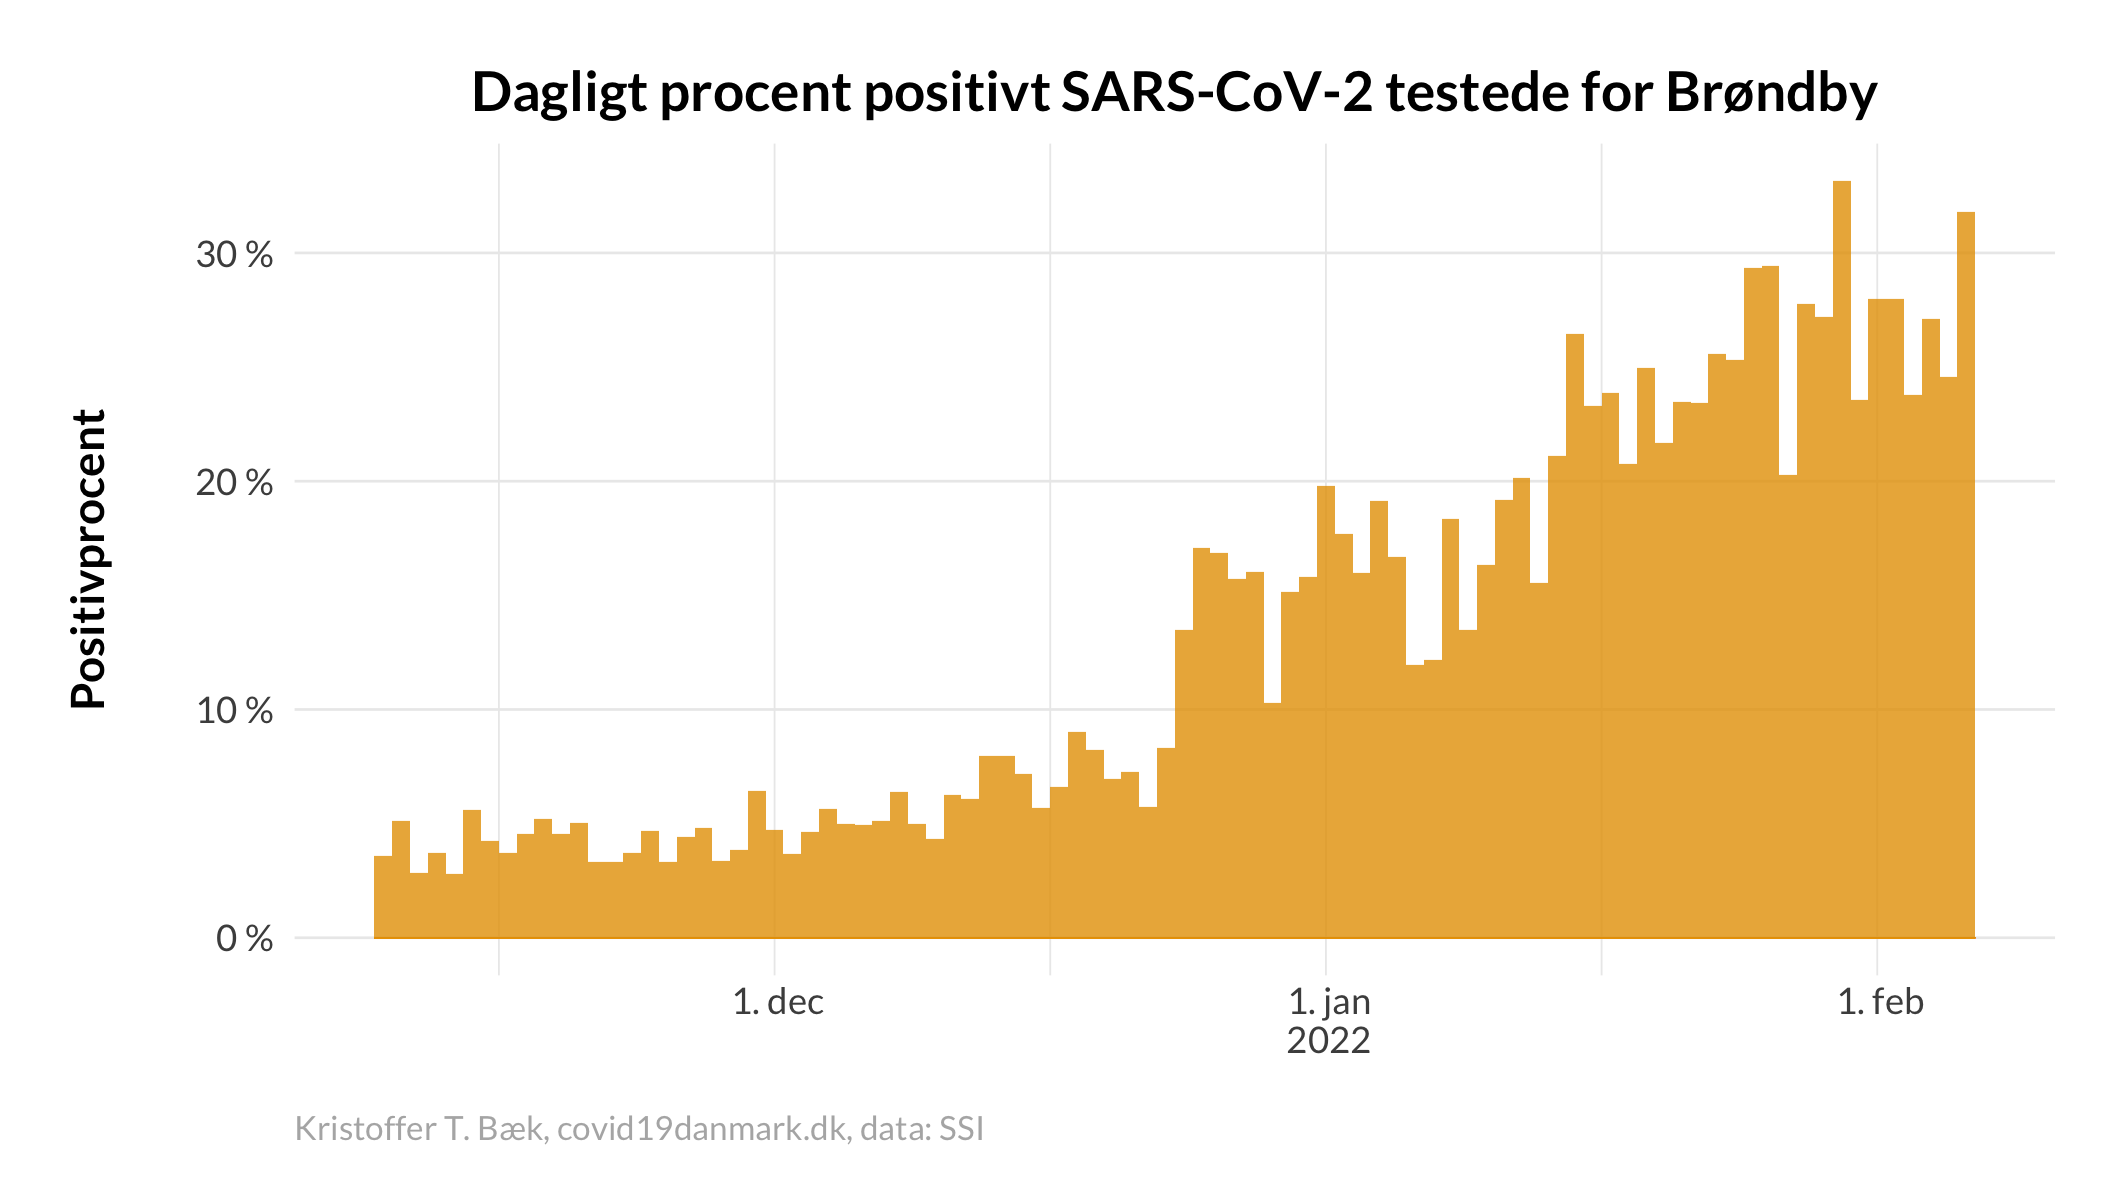 Dagligt procent positivt SARS-CoV-2 testede for Brøndby
Positivprocent
30 %
20 %
10 %
0 %
1. dec
1. jan
2022
1. feb
Kristoffer T. Bæk, covid19danmark.dk, data: SSI